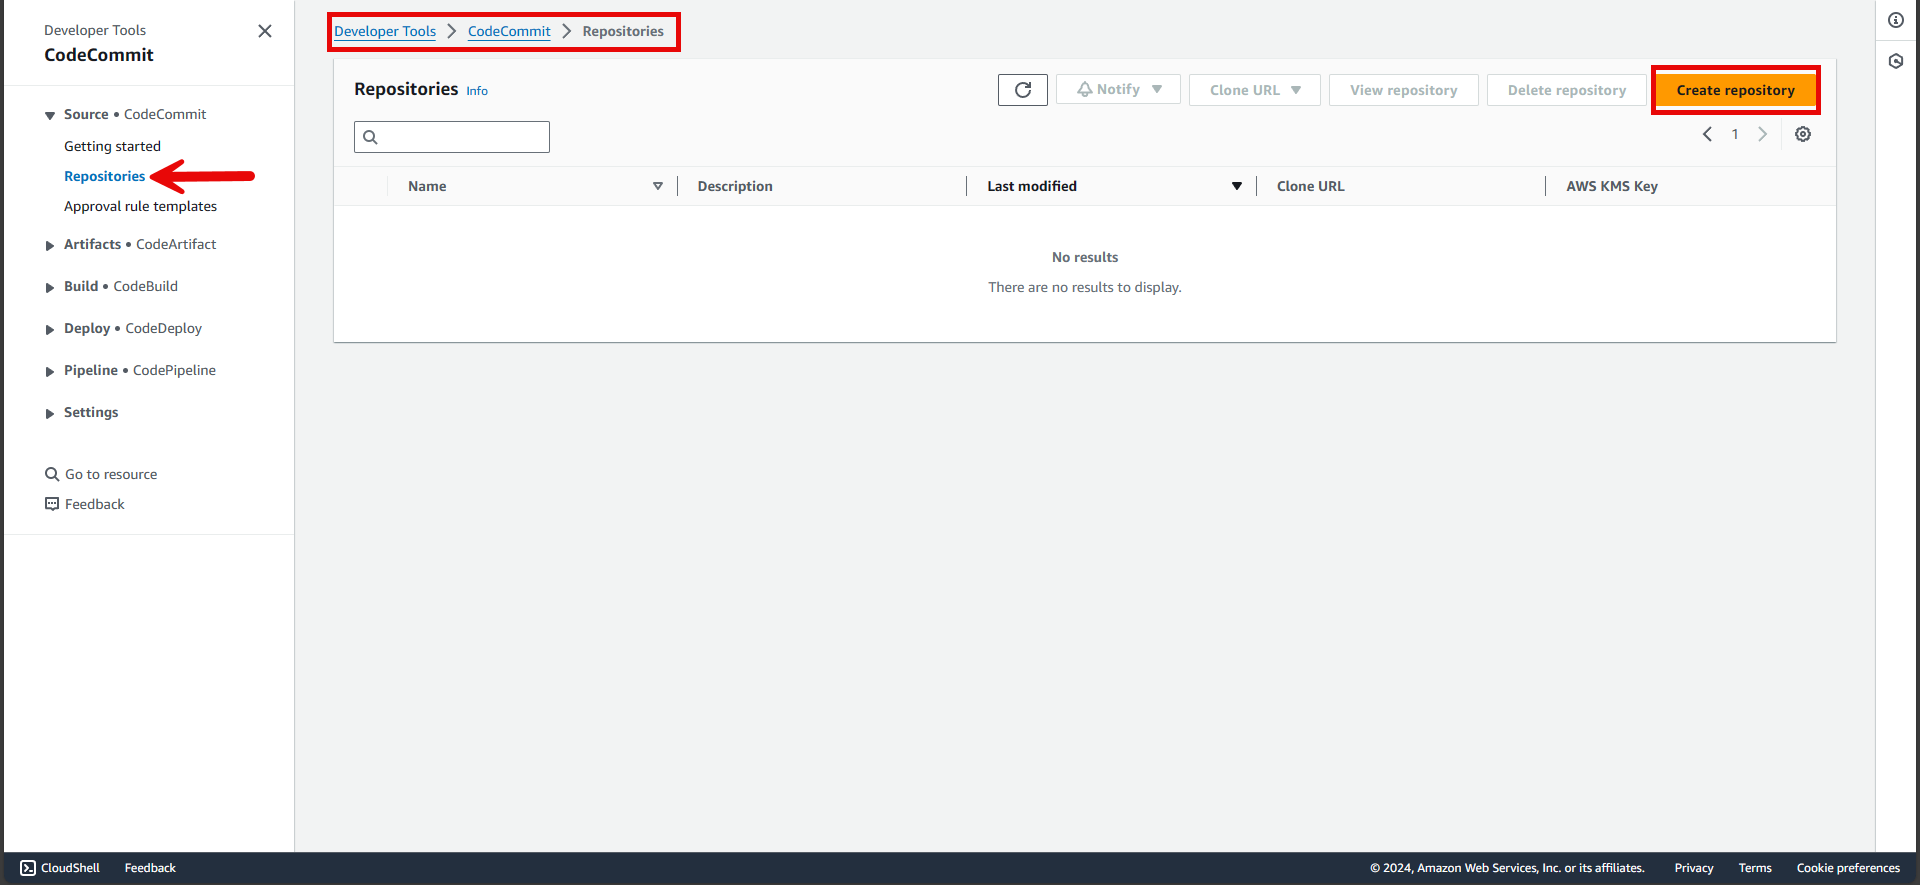 Developer Tools
CodeCommit
Source • CodeCommit
Getting started
Repositories
Approval rule templates
Artifacts • CodeArtifact
Build • CodeBuild
Deploy • CodeDeploy
Pipeline • CodePipeline
Settings
Go to resource
Feedback
Developer Tools CodeCommit Repositories
Repositories Info
Notify Clone URL View repository Delete repository Create repository
1
Name Description Last modified Clone URL AWS KMS Key
No results
There are no results to display.
CloudShell Feedback © 2024, Amazon Web Services, Inc. or its affiliates. Privacy Terms Cookie preferences